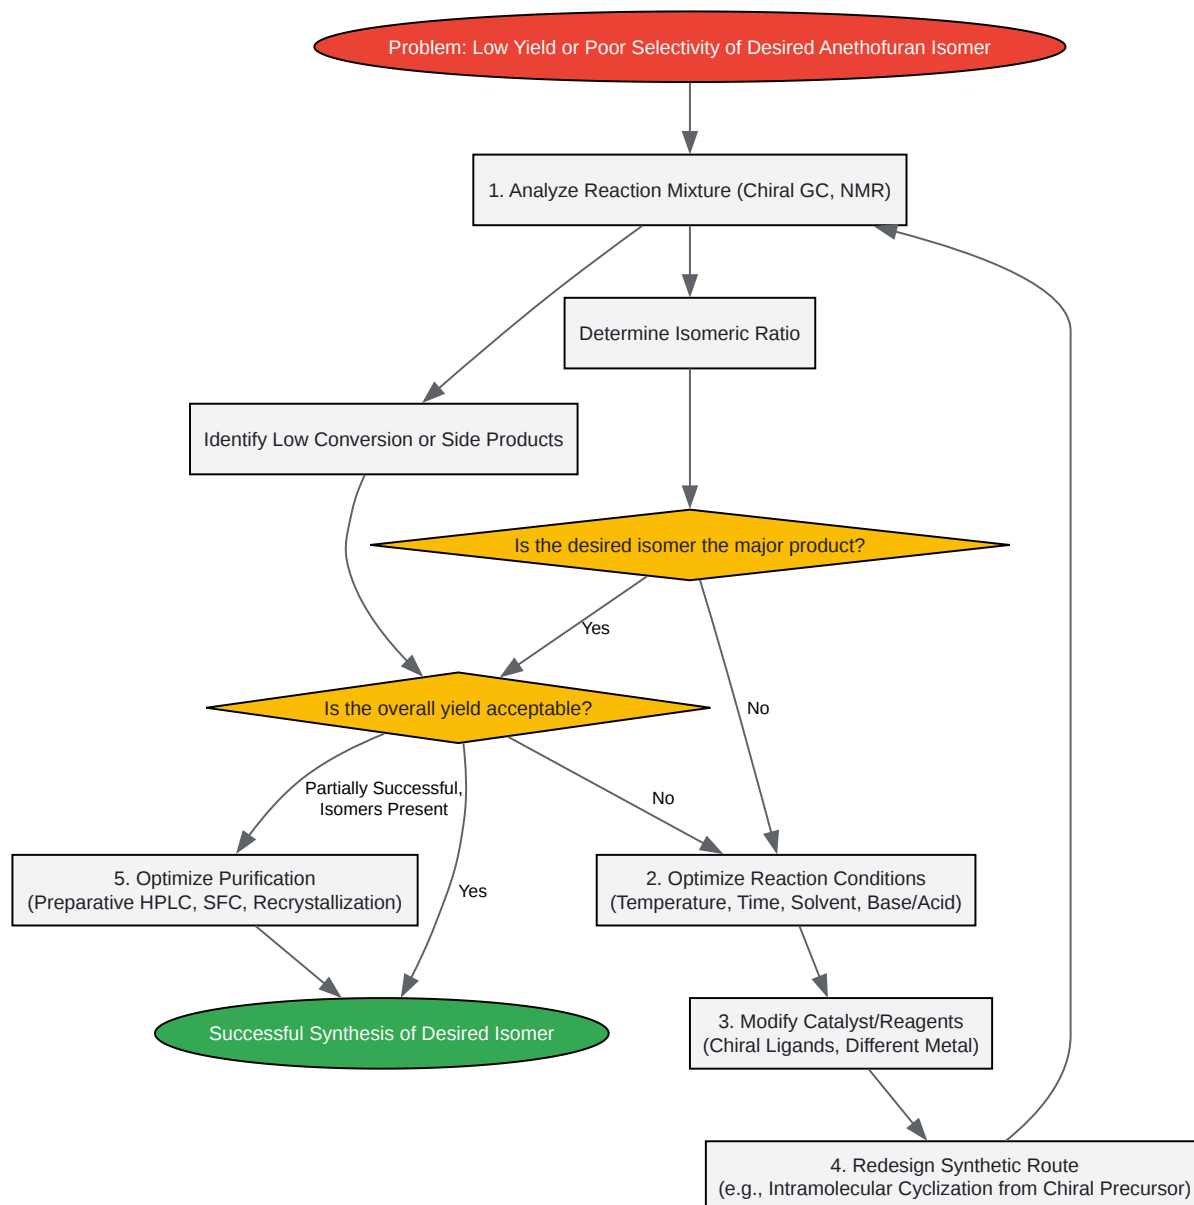 Problem: Low Yield or Poor Selectivity of Desired Anethofuran Isomer
1. Analyze Reaction Mixture (Chiral GC, NMR)
Determine Isomeric Ratio
Identify Low Conversion or Side Products
Is the desired isomer the major product?
Yes
Is the overall yield acceptable?
No
Partially Successful,
Isomers Present
No
5. Optimize Purification
(Preparative HPLC, SFC, Recrystallization)
Yes
2. Optimize Reaction Conditions
(Temperature, Time, Solvent, Base/Acid)
Successful Synthesis of Desired Isomer
3. Modify Catalyst/Reagents
(Chiral Ligands, Different Metal)
4. Redesign Synthetic Route
(e.g., Intramolecular Cyclization from Chiral Precursor)